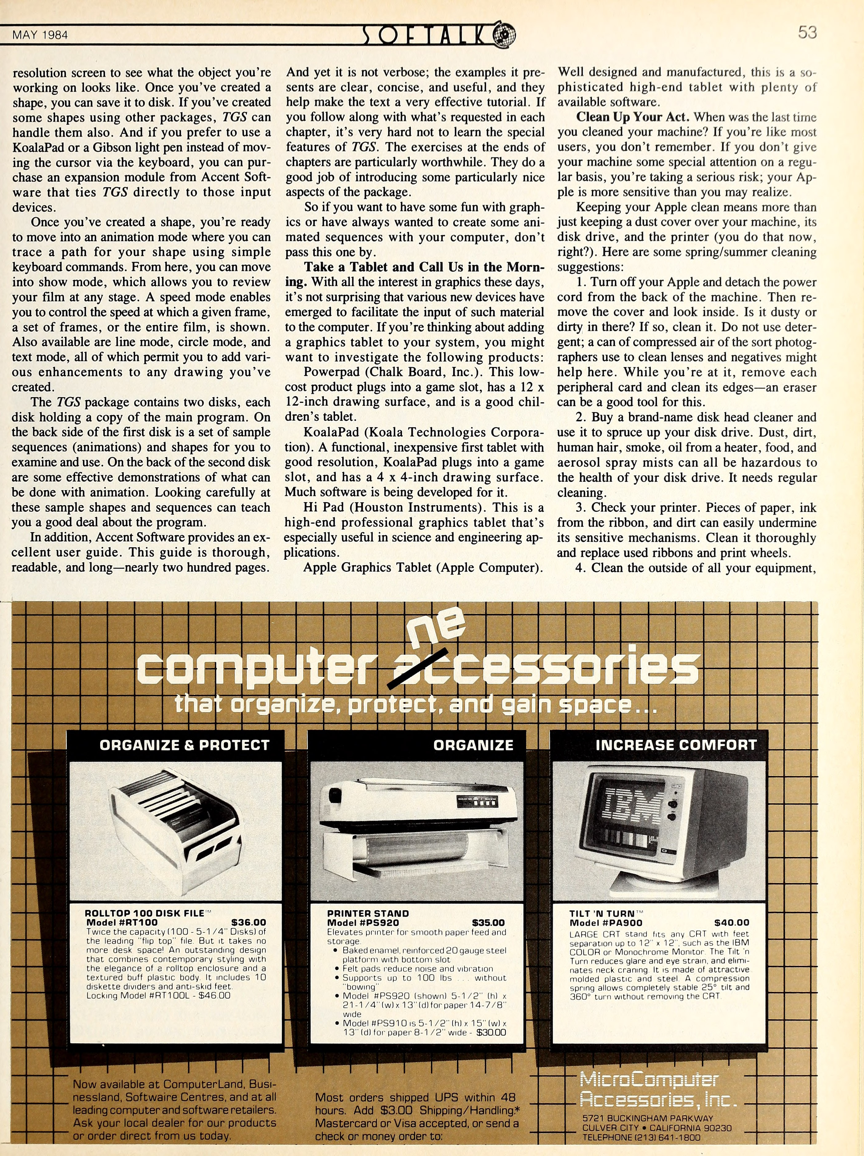 MAY 1984
SOFTALK
53
resolution screen to see what the object you're
working on looks like. Once you've created a
shape, you can save it to disk. If you've created
some shapes using other packages, TGS can
handle them also. And if you prefer to use a
KoalaPad or a Gibson light pen instead of mov-
ing the cursor via the keyboard, you can pur-
chase an expansion module from Accent Soft-
ware that ties TGS directly to those input
devices.
Once you've created a shape, you're ready
to move into an animation mode where you can
trace a path for your shape using simple
keyboard commands. From here, you can move
into show mode, which allows you to review
your film at any stage. A speed mode enables
you to control the speed at which a given frame,
a set of frames, or the entire film, is shown.
Also available are line mode, circle mode, and
text mode, all of which permit you to add vari-
ous enhancements to any drawing you've
created.
The TGS package contains two disks, each
disk holding a copy of the main program. On
the back side of the first disk is a set of sample
sequences (animations) and shapes for you to
examine and use. On the back of the second disk
are some effective demonstrations of what can
be done with animation. Looking carefully at
these sample shapes and sequences can teach
you a good deal about the program.
In addition, Accent Software provides an ex-
cellent user guide. This guide is thorough,
readable, and long—nearly two hundred pages.
And yet it is not verbose; the examples it pre-
sents are clear, concise, and useful, and they
help make the text a very effective tutorial. If
you follow along with what's requested in each
chapter, it's very hard not to learn the special
features of TGS. The exercises at the ends of
chapters are particularly worthwhile. They do a
good job of introducing some particularly nice
aspects of the package.
So if you want to have some fun with graph-
ics or have always wanted to create some ani-
mated sequences with your computer, don't
pass this one by.
Take a Tablet and Call Us in the Morn-
ing. With all the interest in graphics these days,
it's not surprising that various new devices have
emerged to facilitate the input of such material
to the computer. If you're thinking about adding
a graphics tablet to your system, you might
want to investigate the following products:
Powerpad (Chalk Board, Inc.). This low-
cost product plugs into a game slot, has a 12 x
12-inch drawing surface, and is a good chil-
dren's tablet.
KoalaPad (Koala Technologies Corpora-
tion). A functional, inexpensive first tablet with
good resolution, KoalaPad plugs into a game
slot, and has a 4 x 4-inch drawing surface.
Much software is being developed for it.
Hi Pad (Houston Instruments). This is a
high-end professional graphics tablet that's
especially useful in science and engineering ap-
plications.
Apple Graphics Tablet (Apple Computer).
Well designed and manufactured, this is a so-
phisticated high-end tablet with plenty of
available software.
Clean Up Your Act. When was the last time
you cleaned your machine? If you're like most
users, you don't remember. If you don't give
your machine some special attention on a regu-
lar basis, you're taking a serious risk; your Ap-
ple is more sensitive than you may realize.
Keeping your Apple clean means more than
just keeping a dust cover over your machine, its
disk drive, and the printer (you do that now,
right?). Here are some spring/summer cleaning
suggestions:
1. Turn off your Apple and detach the power
cord from the back of the machine. Then re-
move the cover and look inside. Is it dusty or
dirty in there? If so, clean it. Do not use deter-
gent; a can of compressed air of the sort photog-
raphers use to clean lenses and negatives might
help here. While you're at it, remove each
peripheral card and clean its edges—an eraser
can be a good tool for this.
2. Buy a brand-name disk head cleaner and
use it to spruce up your disk drive. Dust, dirt,
human hair, smoke, oil from a heater, food, and
aerosol spray mists can all be hazardous to
the health of your disk drive. It needs regular
cleaning.
3. Check your printer. Pieces of paper, ink
from the ribbon, and dirt can easily undermine
its sensitive mechanisms. Clean it thoroughly
and replace used ribbons and print wheels.
4. Clean the outside of all your equipment,
ne
computer accessories
that organize, protect, and gain space...
ORGANIZE & PROTECT
ROLLTOP 100 DISK FILE™
Model #RT100 $36.00
Twice the capacity (100 - 5-1/4" Disks) of
the leading "flip top" file. But it takes no
more desk space! An outstanding design
that combines contemporary styling with
the elegance of a rolltop enclosure and a
textured buff plastic body. It includes 10
diskette dividers and anti-skid feet.
Locking Model #RT100L - $46.00
ORGANIZE
PRINTER STAND
Model #PS920 $35.00
Elevates printer for smooth paper feed and
storage.
• Baked enamel, reinforced 20 gauge steel
platform with bottom slot
• Felt pads reduce noise and vibration
• Supports up to 100 lbs ... without
"bowing"
• Model #PS920 (shown) 5-1/2" (h) x
21-1/4" (w) x 13" (d) for paper 14-7/8"
wide
• Model #PS910 is 5-1/2" (h) x 15" (w) x
13" (d) for paper 8-1/2" wide - $30.00
INCREASE COMFORT
IBM
TILT 'N TURN™
Model #PA900 $40.00
LARGE CRT stand fits any CRT with feet
separation up to 12" x 12", such as the IBM
COLOR or Monochrome Monitor. The Tilt 'n
Turn reduces glare and eye strain, and elimi-
nates neck craning. It is made of attractive
molded plastic and steel. A compression
spring allows completely stable 25° tilt and
360° turn without removing the CRT.
Now available at ComputerLand, Busi-
nessland, Softwaire Centres, and at all
leading computer and software retailers.
Ask your local dealer for our products
or order direct from us today.
Most orders shipped UPS within 48
hours. Add $3.00 Shipping/Handling.*
Mastercard or Visa accepted, or send a
check or money order to:
MicroComputer
Accessories, Inc.
5721 BUCKINGHAM PARKWAY
CULVER CITY • CALIFORNIA 90230
TELEPHONE (213) 641-1800